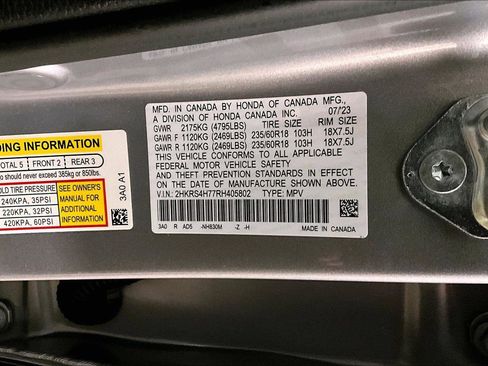 DING INFORMATION
OTAL 5 FRONT 2 REAR 3
should never exceed 385kg or 850lbs.
OLD TIRE PRESSURE
240KPA, 35PSI
220KPA, 32PSI
420KPA, 60PSI
SEE OWNER'S
MANUAL FOR
ADDITIONAL
INFORMATION
3A0 A1
MFD. IN CANADA BY HONDA OF CANADA MFG.,
A DIVISION OF HONDA CANADA INC. 07/23
GVWR 2175KG (4795LBS) TIRE SIZE RIM SIZE
GAWR F 1120KG (2469LBS) 235/60R18 103H 18X7.5J
GAWR R 1120KG (2469LBS) 235/60R18 103H 18X7.5J
THIS VEHICLE CONFORMS TO ALL APPLICABLE
FEDERAL MOTOR VEHICLE SAFETY
AND THEFT PREVENTION STANDARDS IN EFFECT
ON THE DATE OF MANUFACTURE SHOWN ABOVE.
V.I.N.: 2HKRS4H77RH405802 TYPE: MPV
3A0 R AD5 -NH830M -Z -H
MADE IN CANADA